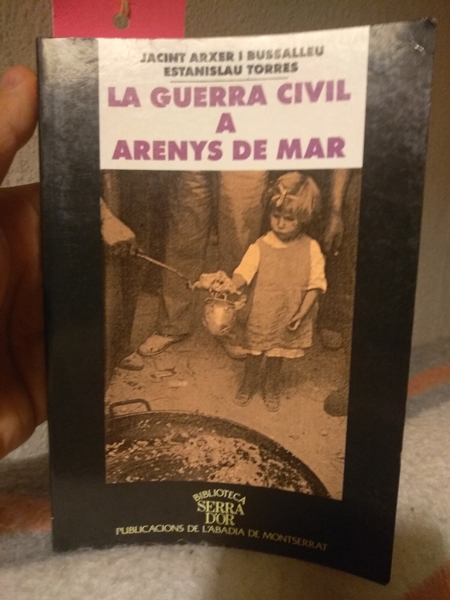 JACINT ARXER I BUSSALLEU
ESTANISLAU TORRES
LA GUERRA CIVIL
A
ARENYS DE MAR
BIBLIOTECA
SERRA
D'OR
PUBLICACIONS DE L'ABADIA DE MONTSERRAT